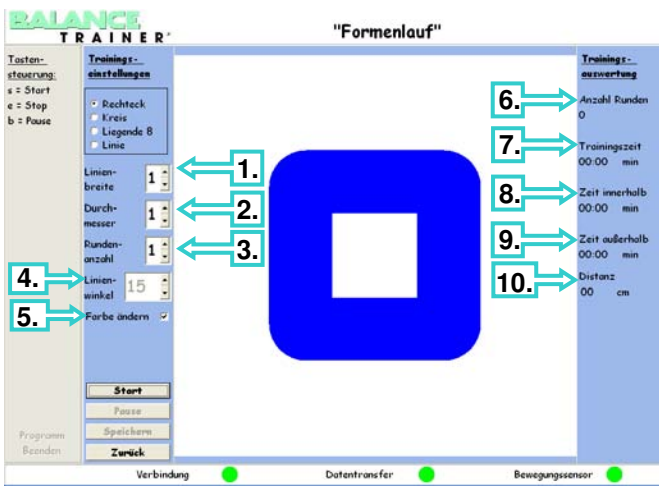 BALANCE
TRAINER
"Formenlauf"
Tasten-
steuerung:
s = Start
e = Stop
b = Pause
Programm
Beenden
Trainings-
einstellungen
Rechteck
Kreis
Liegende 8
Linie
Linien-
breite
1
1.
Durch-
messer
1
2.
Runden-
anzahl
1
3.
4.
Linien-
winkel
15
5.
Farbe ändern
Start
Pause
Speichern
Zurück
Trainings-
auswertung
6.
Anzahl Runden
0
7.
Trainingszeit
00:00 min
8.
Zeit innerhalb
00:00 min
9.
Zeit außerhalb
00:00 min
10.
Distanz
00 cm
Verbindung
Datentransfer
Bewegungssensor